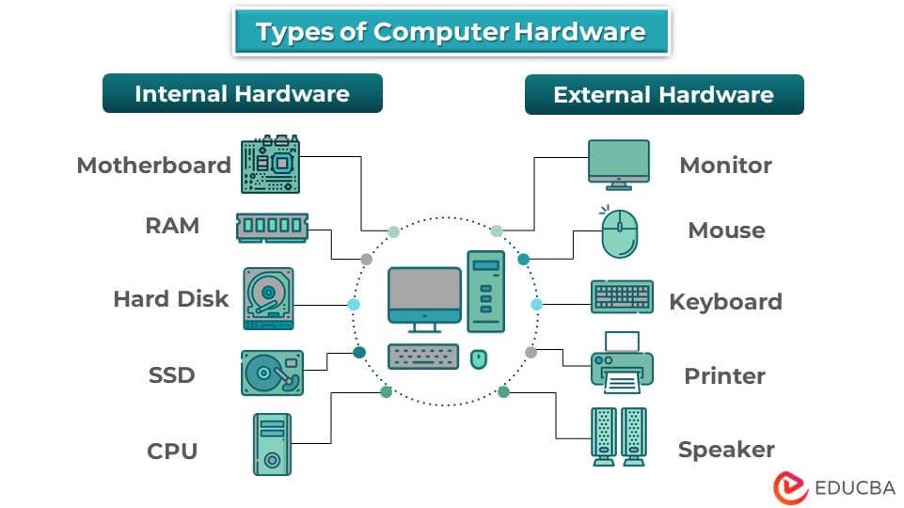 Types of Computer Hardware
Internal Hardware
External Hardware
Motherboard
RAM
Hard Disk
SSD
CPU
Monitor
Mouse
Keyboard
Printer
Speaker
EDUCBA